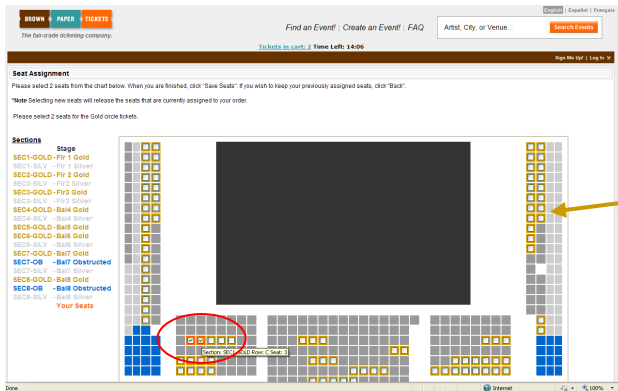 BROWN PAPER TICKETS
The fair-trade ticketing company.
English | Español | Français
Find an Event! | Create an Event! | FAQ
Artist, City, or Venue...
Search Events
Tickets in cart: 2 Time Left: 14:06
Sign Me Up! | Log In
Seat Assignment
Please select 2 seats from the chart below. When you are finished, click "Save Seats". If you wish to keep your previously assigned seats, click "Back".
*Note Selecting new seats will release the seats that are currently assigned to your order.
Please select 2 seats for the Gold circle tickets.
Sections
Stage
SEC1-GOLD - Flr 1 Gold
SEC1-SILV - Flr 1 Silver
SEC2-GOLD - Flr 2 Gold
SEC2-SILV - Flr2 Silver
SEC3-GOLD - Flr3 Gold
SEC3-SILV - Flr3 Silver
SEC4-GOLD - Bal4 Gold
SEC4-SILV - Bal4 Silver
SEC5-GOLD - Bal5 Gold
SEC6-GOLD - Bal6 Gold
SEC6-SILV - Bal6 Silver
SEC7-GOLD - Bal7 Gold
SEC7-OB - Bal7 Obstructed
SEC7-SILV - Bal7 Silver
SEC8-GOLD - Bal8 Gold
SEC8-OB - Bal8 Obstructed
SEC8-SILV - Bal8 Silver
Your Seats
Section: SEC1-GOLD Row: C Seat: 3
Done
Internet
100%